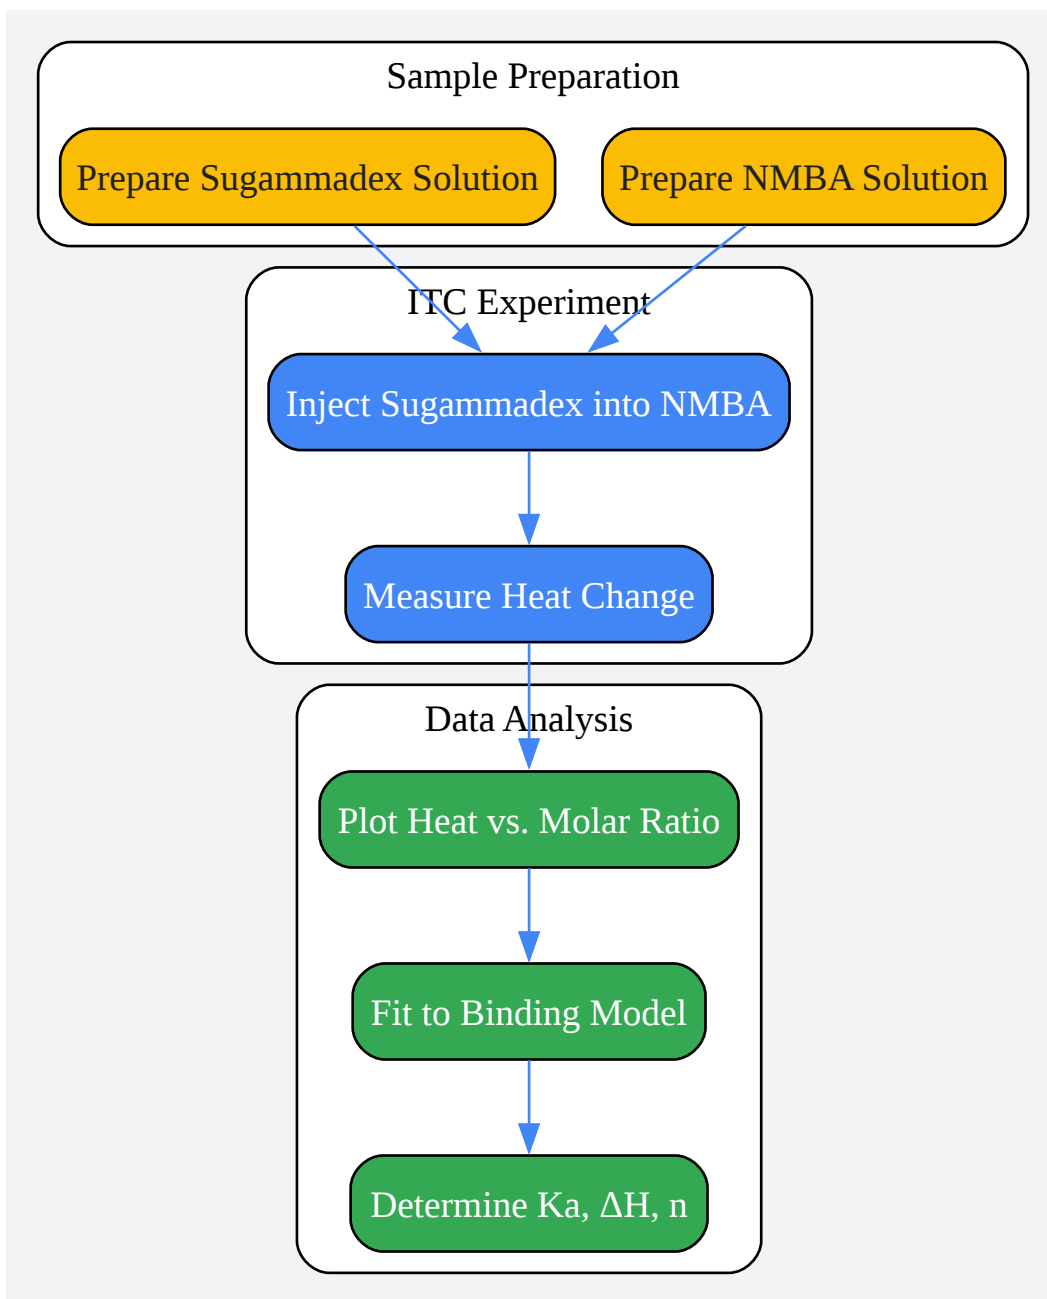 Sample Preparation
Prepare Sugammadex Solution
Prepare NMBA Solution
ITC Experiment
Inject Sugammadex into NMBA
Measure Heat Change
Data Analysis
Plot Heat vs. Molar Ratio
Fit to Binding Model
Determine Ka, ΔH, n